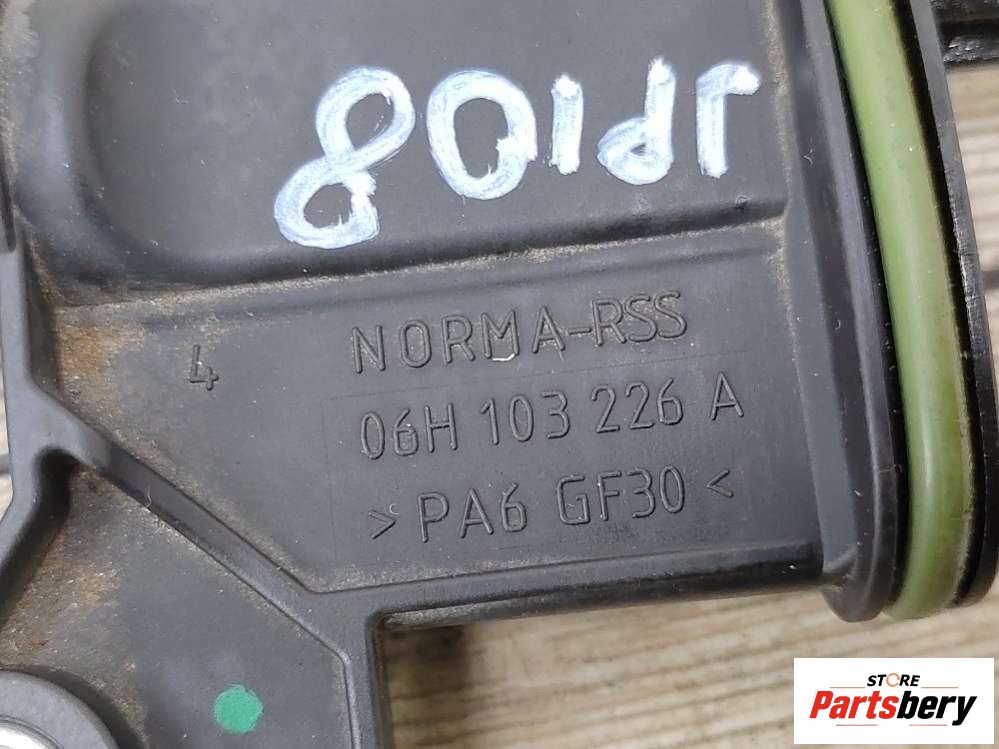 JP108
4
NORMA-RSS
06H 103 226 A
>PA6 GF30<
STORE
Partsbery